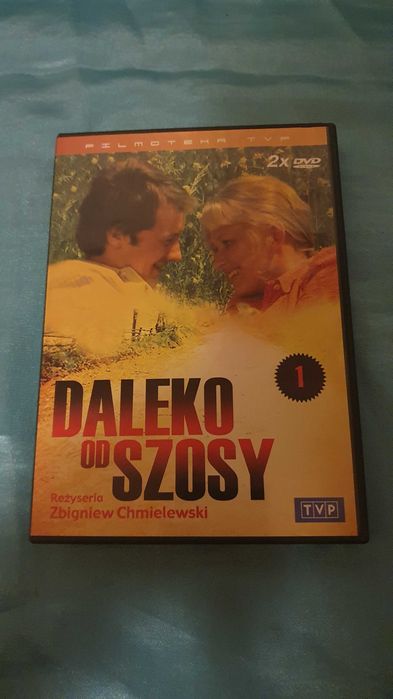 FILMOTEKA TVP
2x DVD
1
DALEKO
OD SZOSY
Reżyseria
Zbigniew Chmielewski
TVP